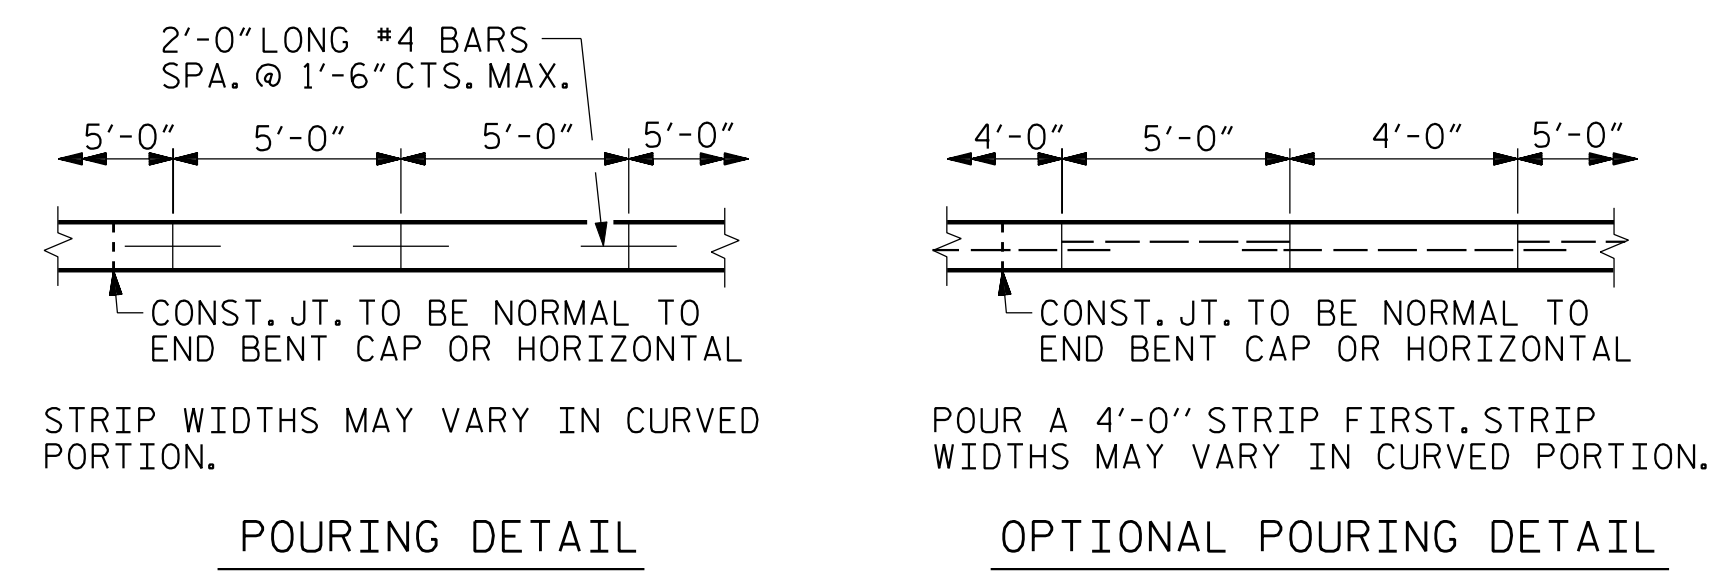 2'-0" LONG #4 BARS
SPA. @ 1'-6" CTS. MAX.
5'-0" 5'-0" 5'-0" 5'-0"
CONST. JT. TO BE NORMAL TO
END BENT CAP OR HORIZONTAL
STRIP WIDTHS MAY VARY IN CURVED
PORTION.
POURING DETAIL
4'-0" 5'-0" 4'-0" 5'-0"
CONST. JT. TO BE NORMAL TO
END BENT CAP OR HORIZONTAL
POUR A 4'-0" STRIP FIRST. STRIP
WIDTHS MAY VARY IN CURVED PORTION.
OPTIONAL POURING DETAIL